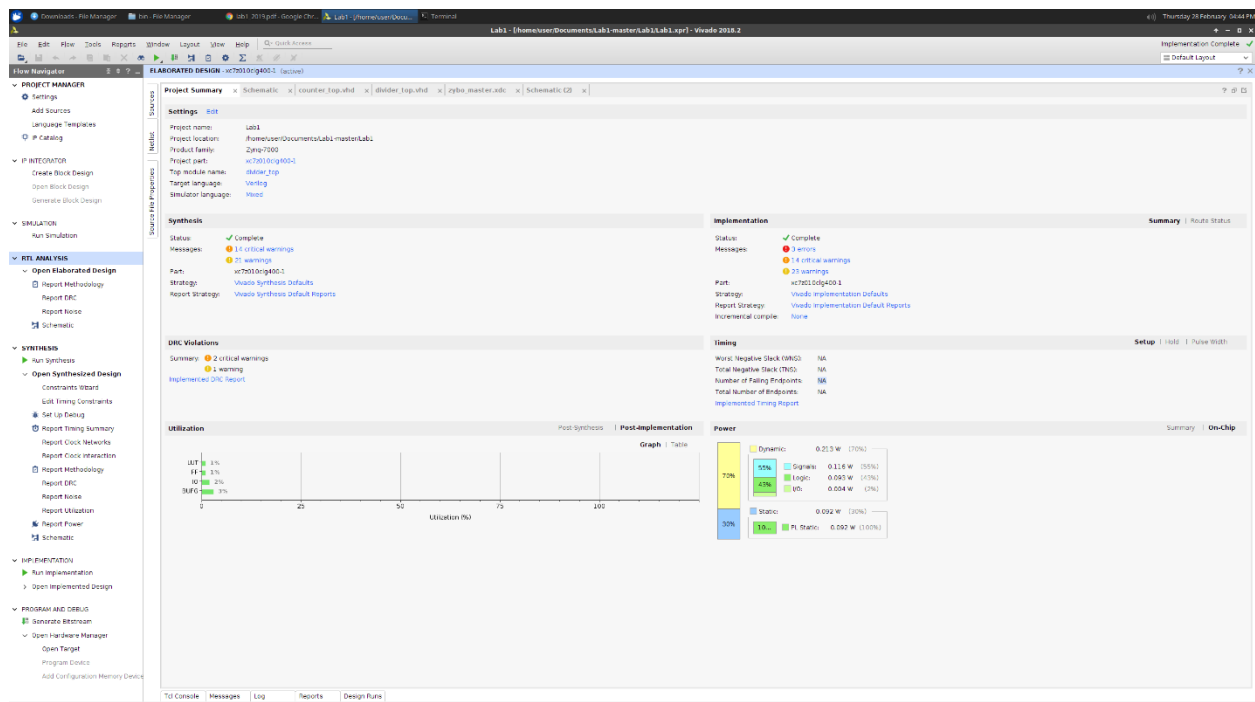 Downloads - File Manager bin - File Manager lab1_2019.pdf - Google Chr... Lab1 - [/home/user/Docu... Terminal Thursday 28 February 04:44 PM
Lab1 - [/home/user/Documents/Lab1-master/Lab1/Lab1.xpr] - Vivado 2018.2
File Edit Flow Tools Reports Window Layout View Help Quick Access Implementation Complete
Default Layout
Flow Navigator
ELABORATED DESIGN - xc7z010clg400-1 (active)
PROJECT MANAGER
Settings
Add Sources
Language Templates
IP Catalog
IP INTEGRATOR
Create Block Design
Open Block Design
Generate Block Design
SIMULATION
Run Simulation
RTL ANALYSIS
Open Elaborated Design
Report Methodology
Report DRC
Report Noise
Schematic
SYNTHESIS
Run Synthesis
Open Synthesized Design
Constraints Wizard
Edit Timing Constraints
Set Up Debug
Report Timing Summary
Report Clock Networks
Report Clock Interaction
Report Methodology
Report DRC
Report Noise
Report Utilization
Report Power
Schematic
IMPLEMENTATION
Run Implementation
Open Implemented Design
PROGRAM AND DEBUG
Generate Bitstream
Open Hardware Manager
Open Target
Program Device
Add Configuration Memory Device
Sources
Netlist
Source File Properties
Project Summary Schematic counter_top.vhd divider_top.vhd zybo_master.xdc Schematic (2)
Settings Edit
Project name: Lab1
Project location: /home/user/Documents/Lab1-master/Lab1
Product family: Zynq-7000
Project part: xc7z010clg400-1
Top module name: divider_top
Target language: Verilog
Simulator language: Mixed
Synthesis
Status: Complete
Messages: 14 critical warnings
21 warnings
Part: xc7z010clg400-1
Strategy: Vivado Synthesis Defaults
Report Strategy: Vivado Synthesis Default Reports
Implementation Summary | Route Status
Status: Complete
Messages: 3 errors
14 critical warnings
23 warnings
Part: xc7z010clg400-1
Strategy: Vivado Implementation Defaults
Report Strategy: Vivado Implementation Default Reports
Incremental compile: None
DRC Violations
Summary: 2 critical warnings
1 warning
Implemented DRC Report
Timing Setup | Hold | Pulse Width
Worst Negative Slack (WNS): NA
Total Negative Slack (TNS): NA
Number of Failing Endpoints: NA
Total Number of Endpoints: NA
Implemented Timing Report
Utilization Post-Synthesis | Post-Implementation
Graph | Table
LUT 1%
FF 1%
IO 2%
BUFG 3%
0 25 50 75 100
Utilization (%)
Power Summary | On-Chip
70%
30%
Dynamic: 0.213 W (70%)
55% Signals: 0.116 W (55%)
43% Logic: 0.093 W (43%)
I/O: 0.004 W (2%)
Static: 0.092 W (30%)
10... PL Static: 0.092 W (100%)
Tcl Console Messages Log Reports Design Runs